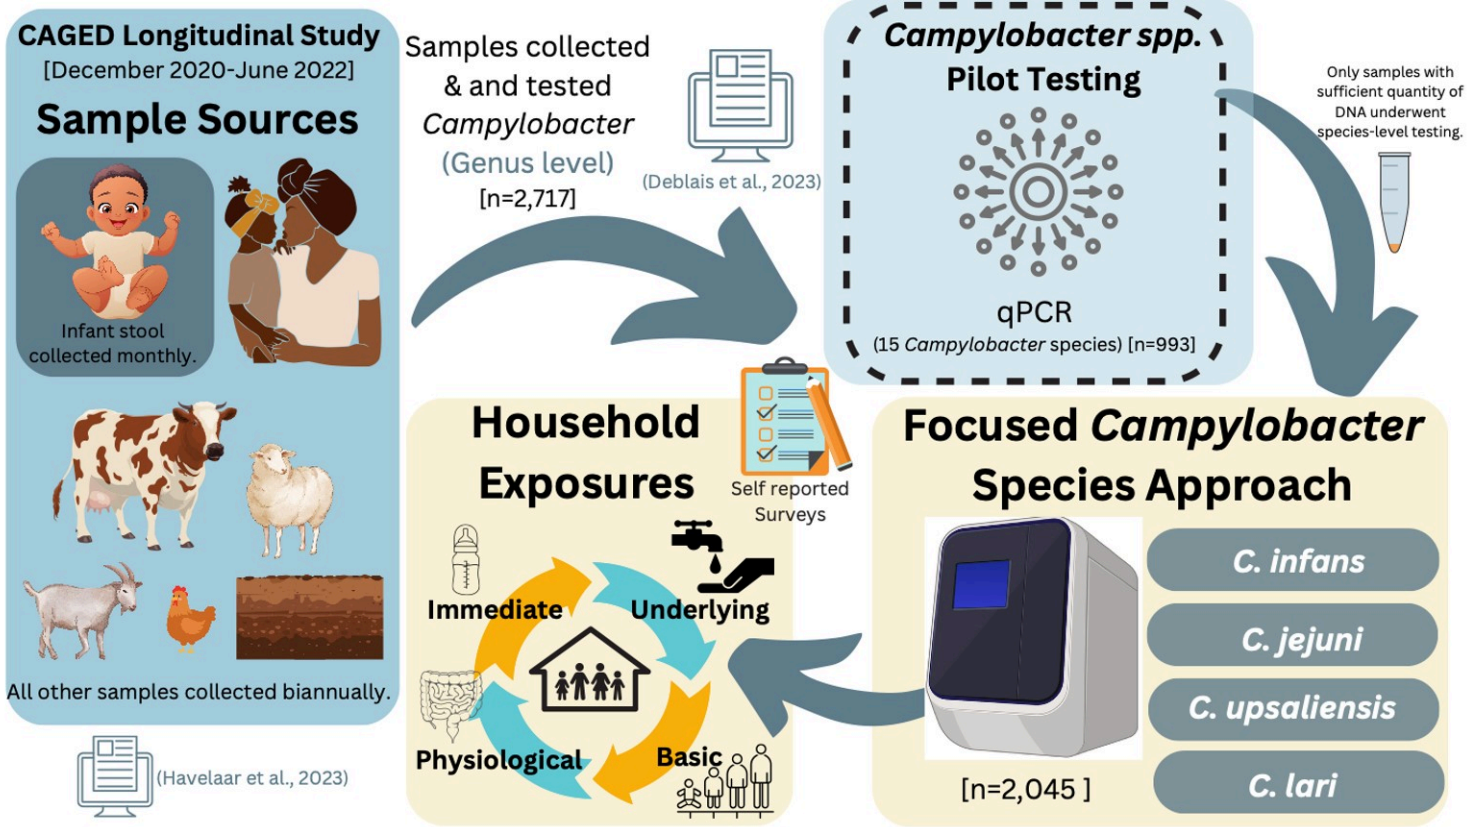 CAGED Longitudinal Study
[December 2020-June 2022]
Sample Sources
Infant stool
collected monthly.
All other samples collected biannually.
(Havelaar et al., 2023)
Samples collected
& and tested
Campylobacter
(Genus level)
[n=2,717]
(Deblais et al., 2023)
Campylobacter spp.
Pilot Testing
qPCR
(15 Campylobacter species) [n=993]
Only samples with
sufficient quantity of
DNA underwent
species-level testing.
Focused Campylobacter
Species Approach
C. infans
C. jejuni
C. upsaliensis
C. lari
[n=2,045 ]
Household
Exposures
Self reported
Surveys
Immediate
Underlying
Physiological
Basic